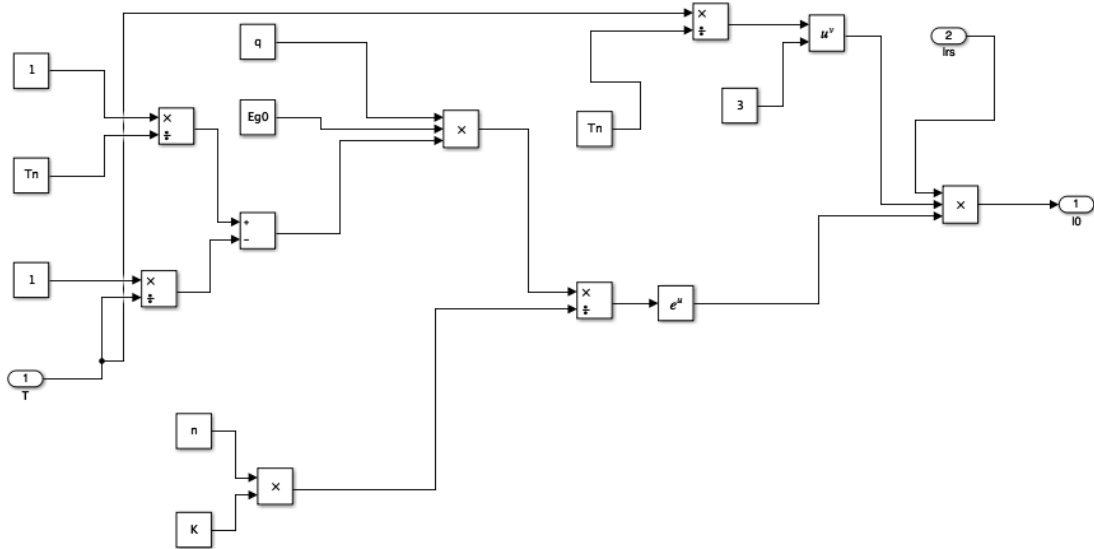 ×
÷
u^v
2
Irs
q
1
3
Eg0
×
÷
×
Tn
Tn
×
1
I0
+
−
1
×
÷
×
÷
e^u
1
T
n
×
K